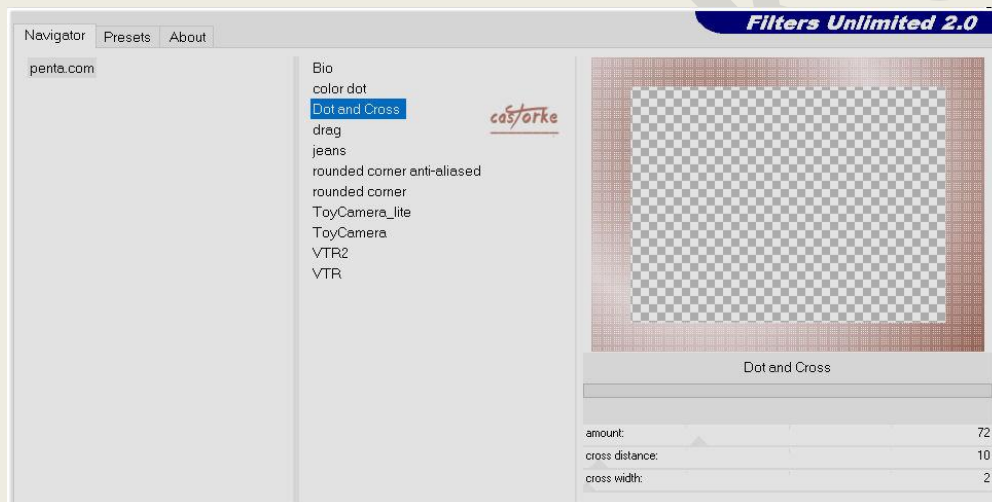 Filters Unlimited 2.0
Navigator Presets About
penta.com
Bio
color dot
Dot and Cross
drag
jeans
rounded corner anti-aliased
rounded corner
ToyCamera_lite
ToyCamera
VTR2
VTR
castorke
Dot and Cross
amount: 72
cross distance: 10
cross width: 2